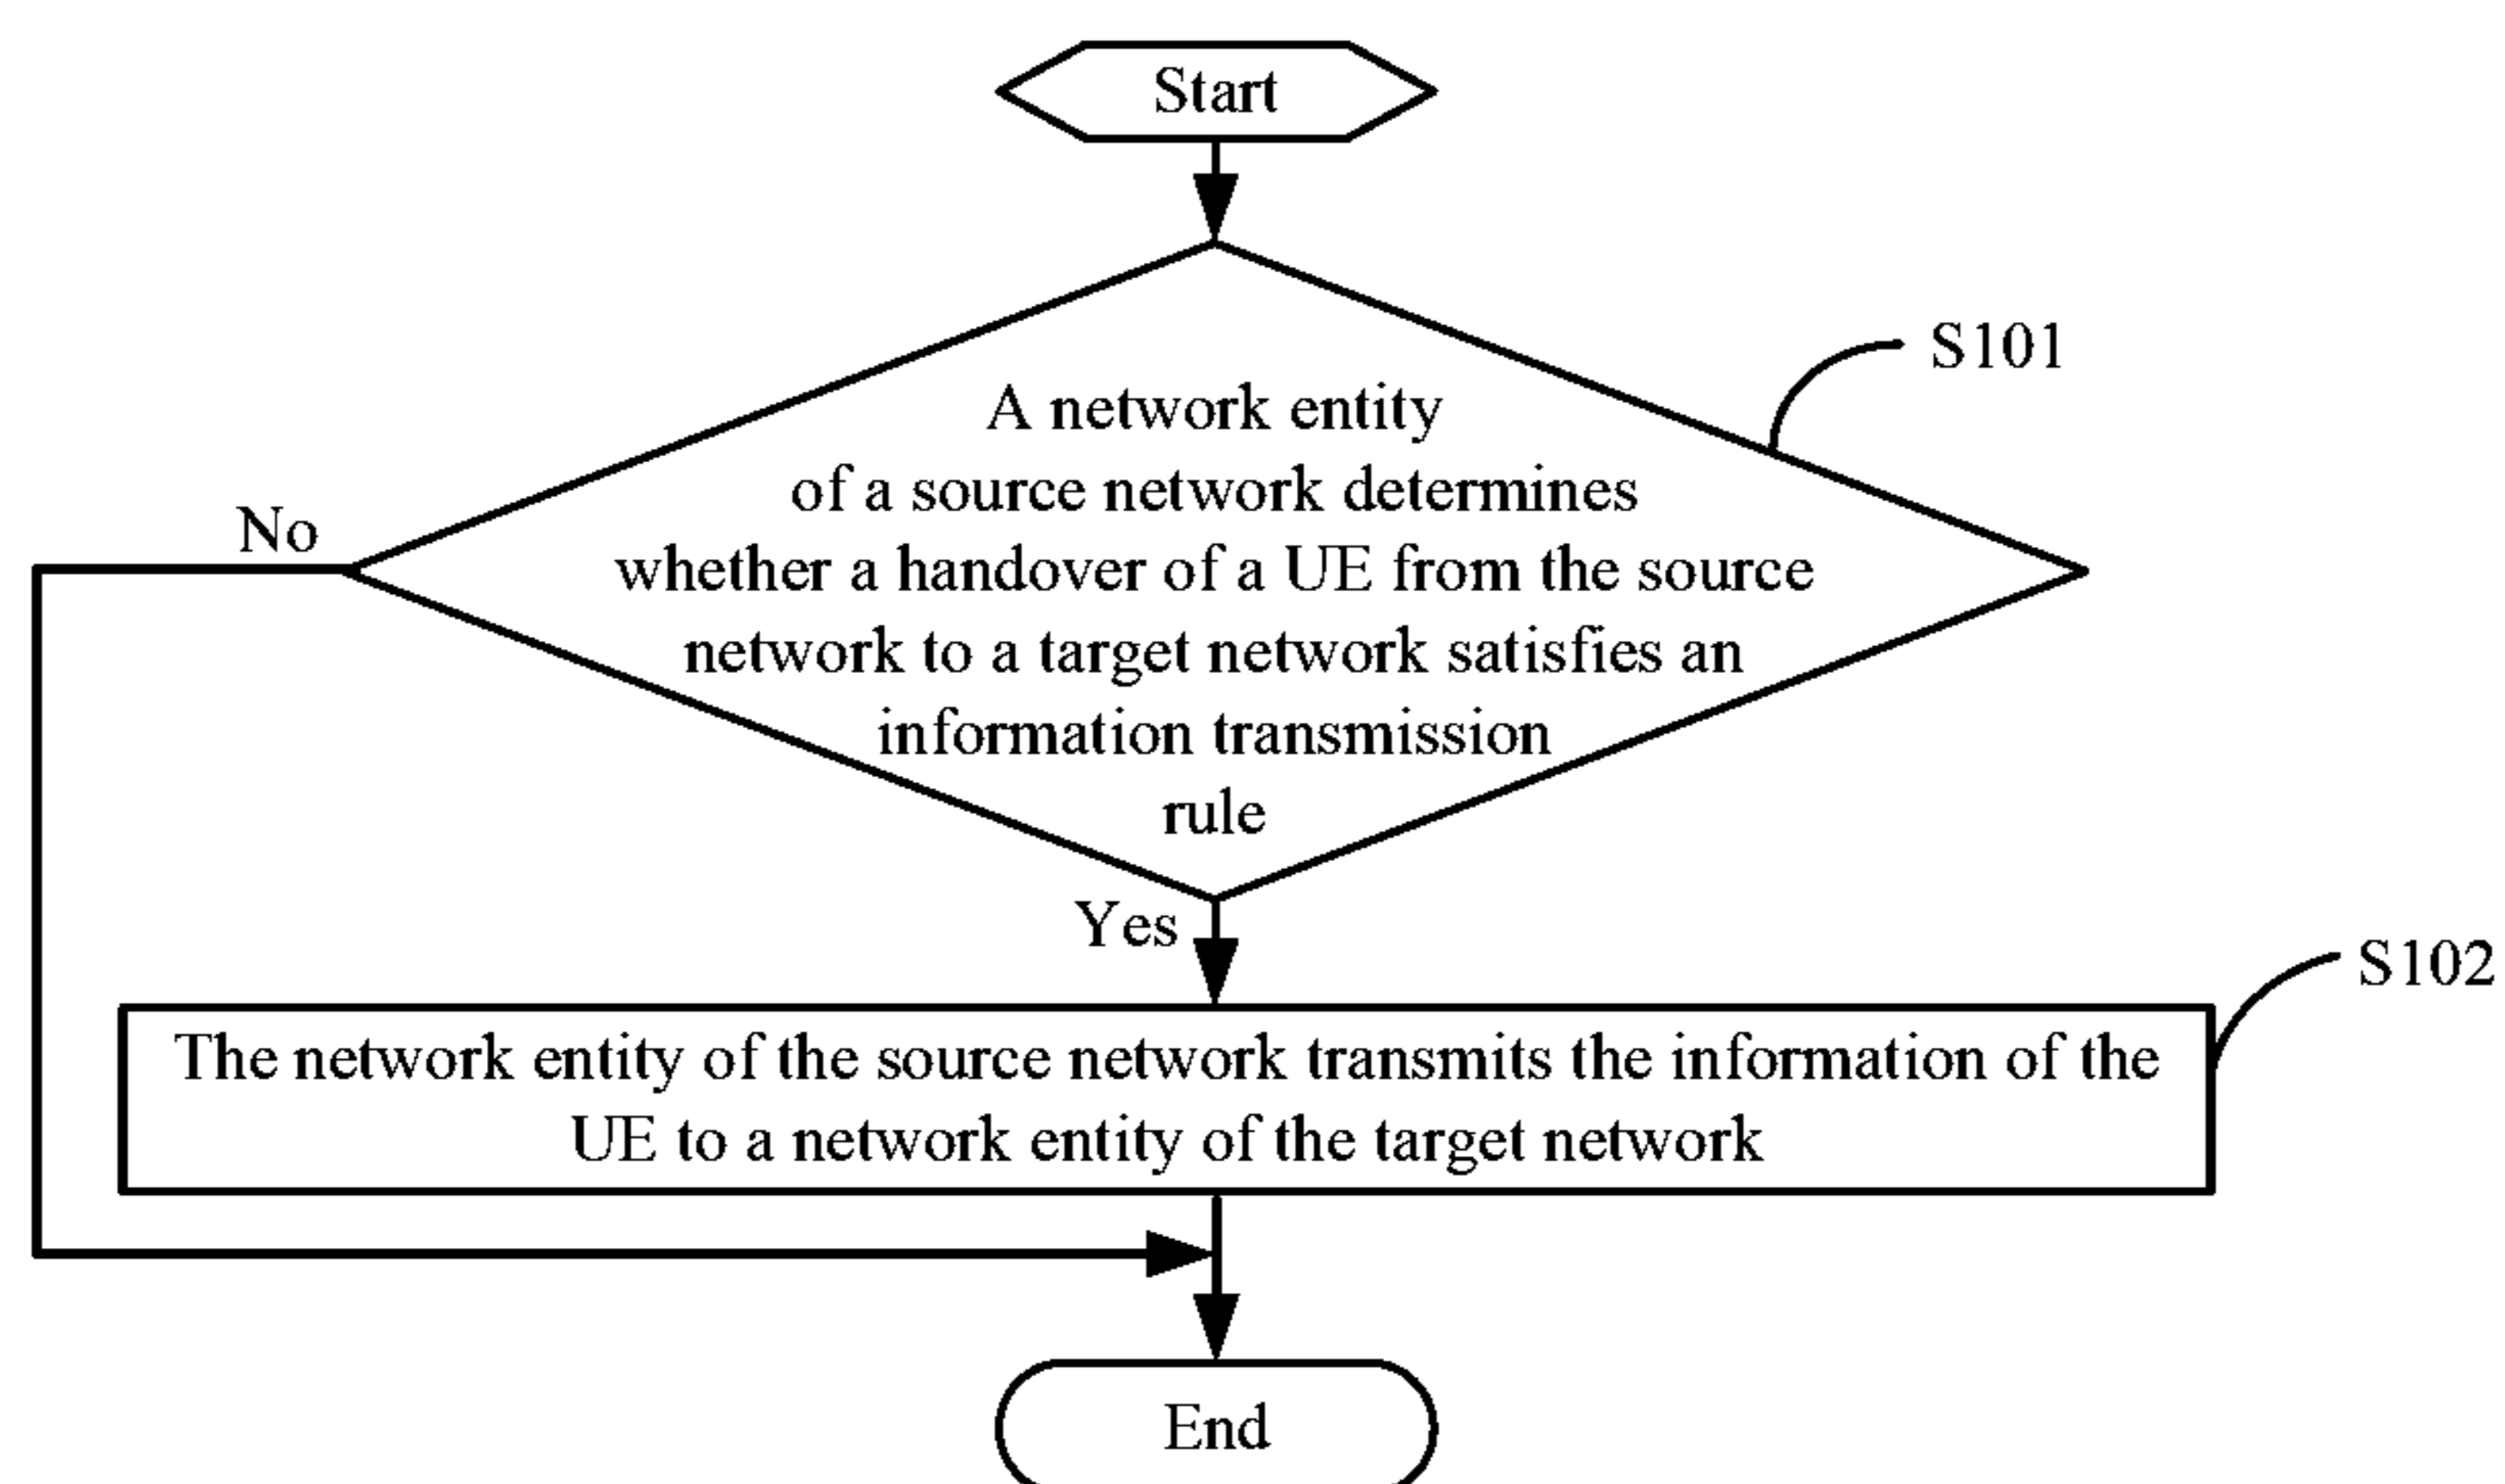 Start
S101
A network entity
of a source network determines
whether a handover of a UE from the source
network to a target network satisfies an
information transmission
rule
No
Yes
S102
The network entity of the source network transmits the information of the
UE to a network entity of the target network
End